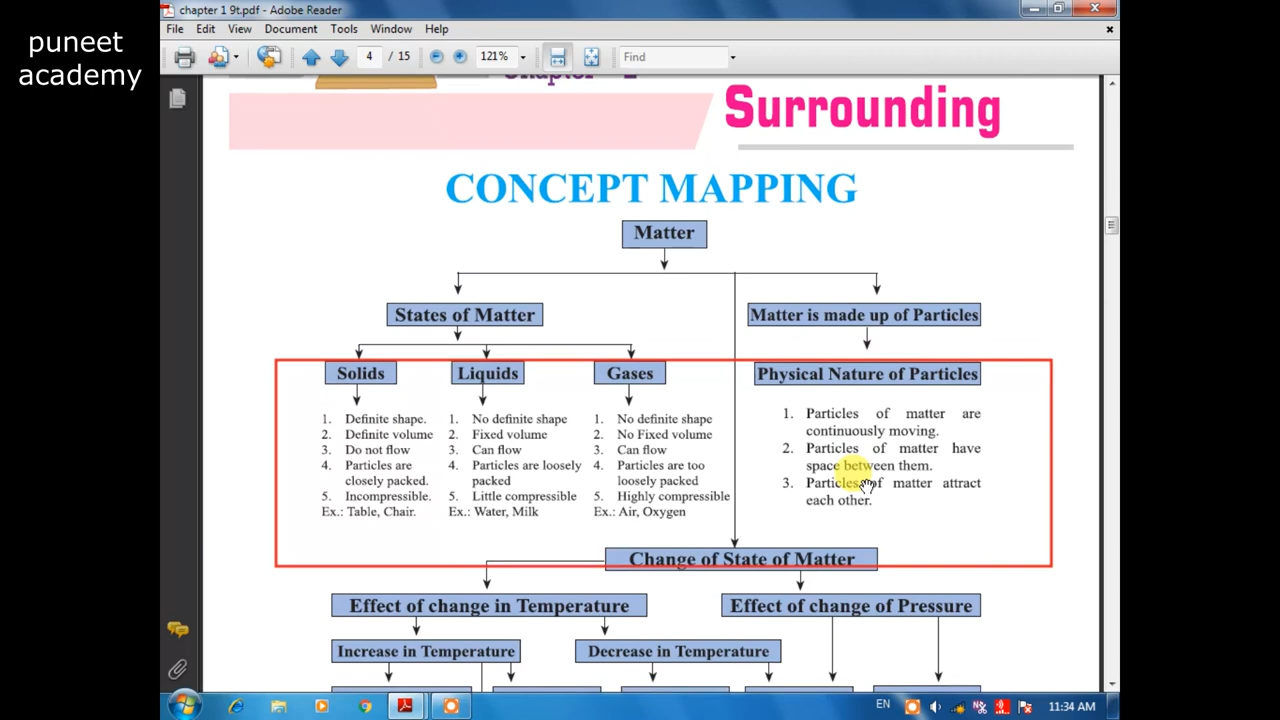 puneet
academy
chapter 1 9t.pdf - Adobe Reader
File Edit View Document Tools Window Help
4 / 15 121% Find
Surrounding
CONCEPT MAPPING
Matter
States of Matter
Matter is made up of Particles
Solids
Liquids
Gases
Physical Nature of Particles
1. Definite shape.
2. Definite volume
3. Do not flow
4. Particles are
closely packed.
5. Incompressible.
Ex.: Table, Chair.
1. No definite shape
2. Fixed volume
3. Can flow
4. Particles are loosely
packed
5. Little compressible
Ex.: Water, Milk
1. No definite shape
2. No Fixed volume
3. Can flow
4. Particles are too
loosely packed
5. Highly compressible
Ex.: Air, Oxygen
1. Particles of matter are
continuously moving.
2. Particles of matter have
space between them.
3. Particles of matter attract
each other.
Change of State of Matter
Effect of change in Temperature
Effect of change of Pressure
Increase in Temperature
Decrease in Temperature
EN
11:34 AM